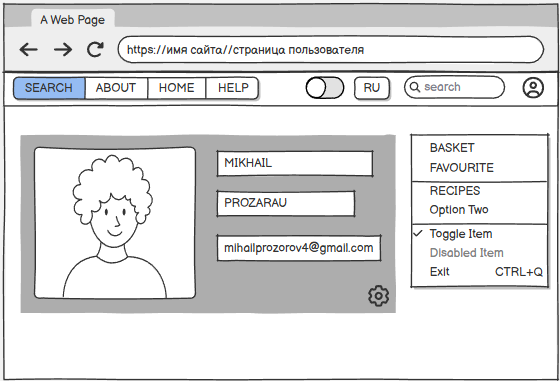 A Web Page
https://имя сайта//страница пользователя
SEARCH ABOUT HOME HELP RU search
MIKHAIL
PROZARAU
mihailprozorov4@gmail.com
BASKET
FAVOURITE
RECIPES
Option Two
Toggle Item
Disabled Item
Exit CTRL+Q